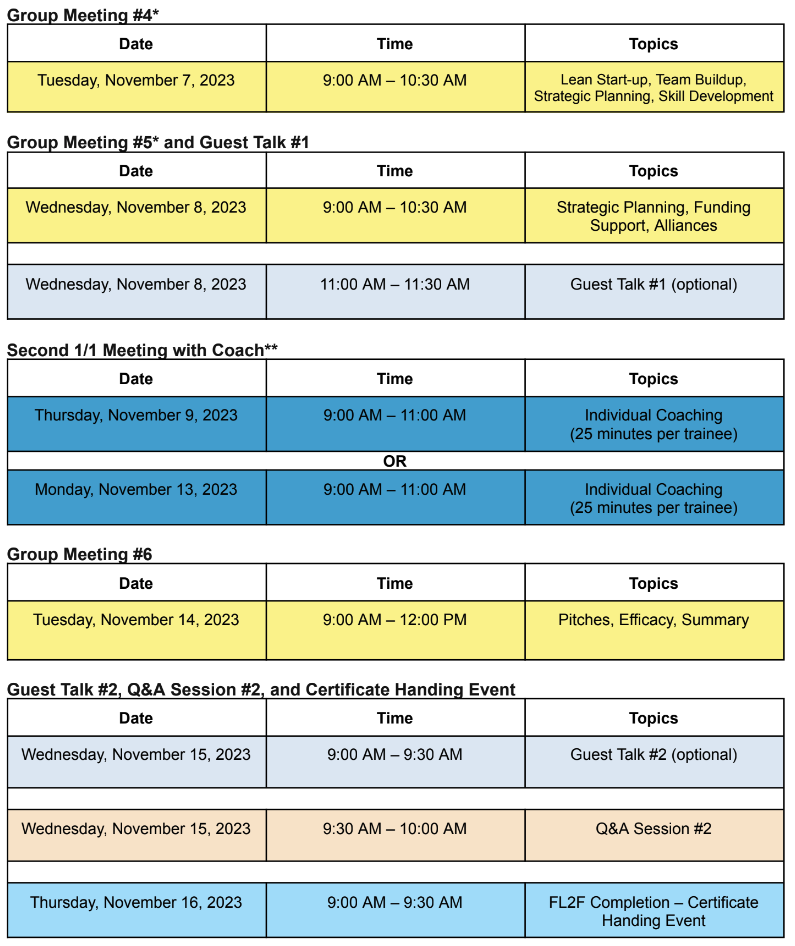 Group Meeting #4*
Date Time Topics
Tuesday, November 7, 2023 9:00 AM – 10:30 AM Lean Start-up, Team Buildup,
Strategic Planning, Skill Development
Group Meeting #5* and Guest Talk #1
Date Time Topics
Wednesday, November 8, 2023 9:00 AM – 10:30 AM Strategic Planning, Funding
Support, Alliances
Wednesday, November 8, 2023 11:00 AM – 11:30 AM Guest Talk #1 (optional)
Second 1/1 Meeting with Coach**
Date Time Topics
Thursday, November 9, 2023 9:00 AM – 11:00 AM Individual Coaching
(25 minutes per trainee)
OR
Monday, November 13, 2023 9:00 AM – 11:00 AM Individual Coaching
(25 minutes per trainee)
Group Meeting #6
Date Time Topics
Tuesday, November 14, 2023 9:00 AM – 12:00 PM Pitches, Efficacy, Summary
Guest Talk #2, Q&A Session #2, and Certificate Handing Event
Date Time Topics
Wednesday, November 15, 2023 9:00 AM – 9:30 AM Guest Talk #2 (optional)
Wednesday, November 15, 2023 9:30 AM – 10:00 AM Q&A Session #2
Thursday, November 16, 2023 9:00 AM – 9:30 AM FL2F Completion – Certificate
Handing Event